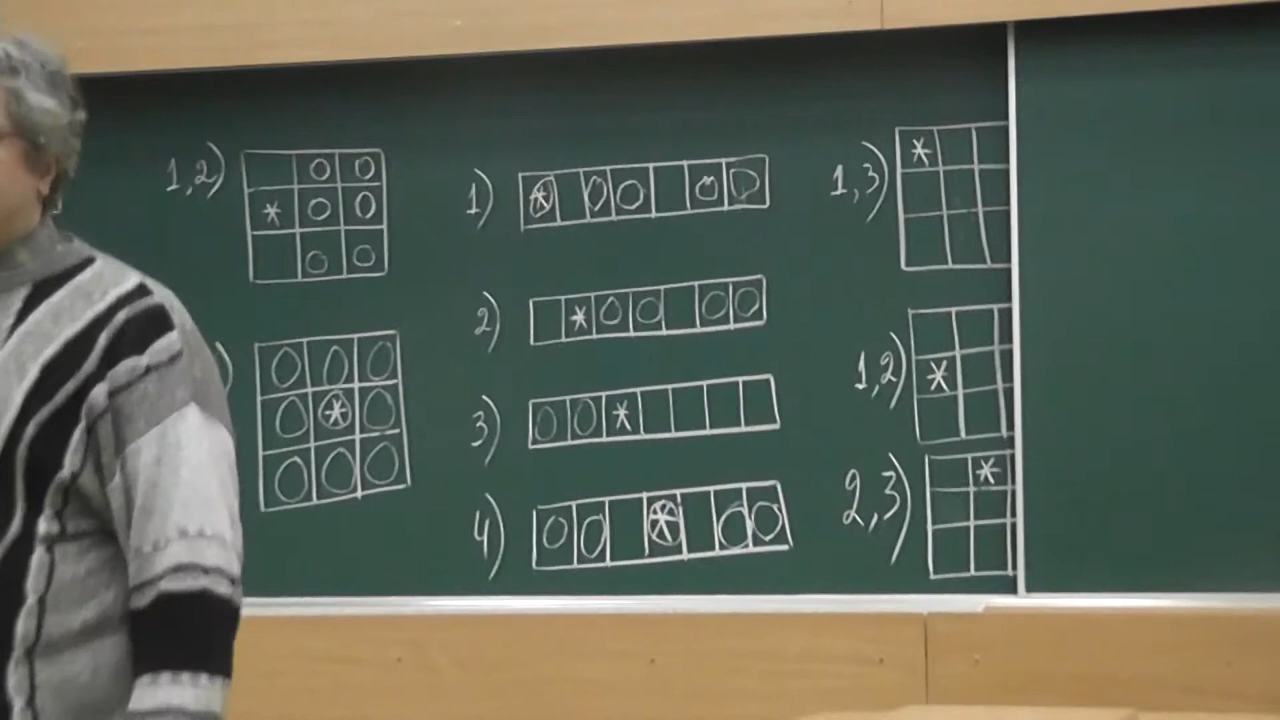 1,2)
○ ○
* ○ ○
○ ○
)
○ ○ ○
○ ⊛ ○
○ ○ ○
1) ⊛ ○ ○ ○ ○
2) * ○ ○ ○ ○
3) ○ ○ *
4) ○ ○ ⊛ ○ ○
1,3) *
1,2) *
2,3) *